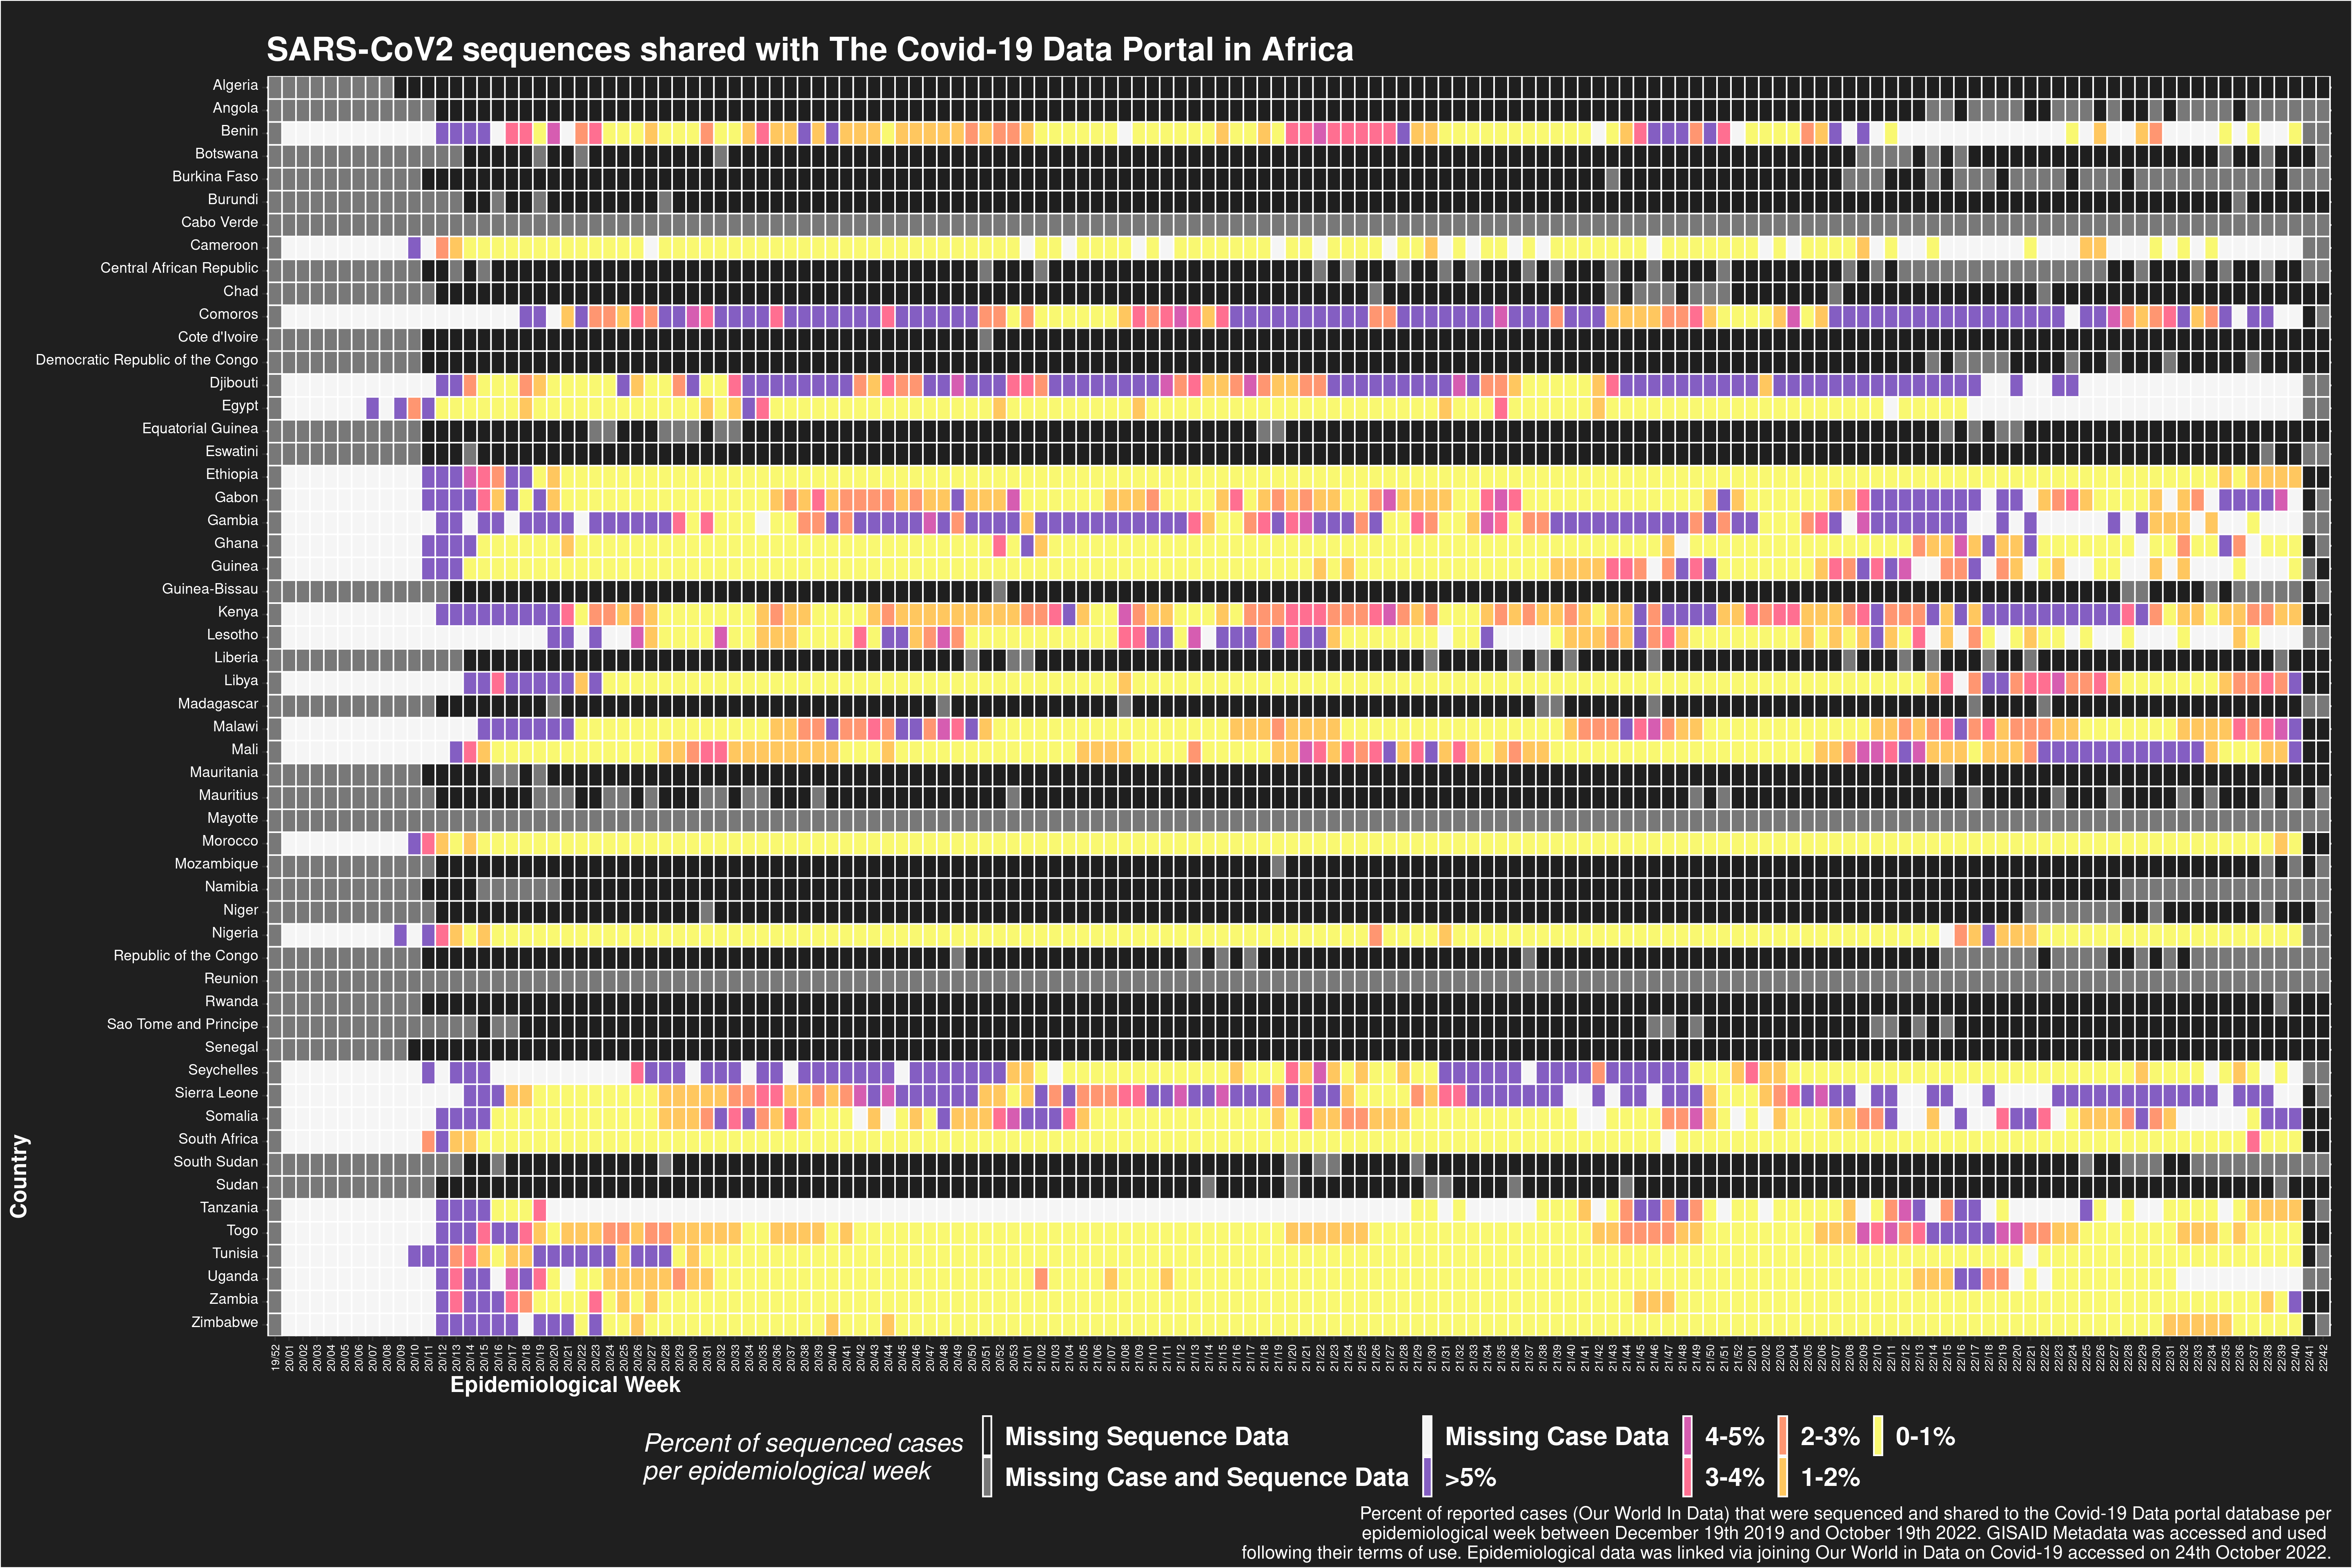 SARS-CoV2 sequences shared with The Covid-19 Data Portal in Africa
Algeria
Angola
Benin
Botswana
Burkina Faso
Burundi
Cabo Verde
Cameroon
Central African Republic
Chad
Comoros
Cote d'Ivoire
Democratic Republic of the Congo
Djibouti
Egypt
Equatorial Guinea
Eswatini
Ethiopia
Gabon
Gambia
Ghana
Guinea
Guinea-Bissau
Kenya
Lesotho
Liberia
Libya
Madagascar
Malawi
Mali
Mauritania
Mauritius
Mayotte
Morocco
Mozambique
Namibia
Niger
Nigeria
Republic of the Congo
Reunion
Rwanda
Sao Tome and Principe
Senegal
Seychelles
Sierra Leone
Somalia
South Africa
South Sudan
Sudan
Tanzania
Togo
Tunisia
Uganda
Zambia
Zimbabwe
Country
19/52 20/01 20/02 20/03 20/04 20/05 20/06 20/07 20/08 20/09 20/10 20/11 20/12 20/13 20/14 20/15 20/16 20/17 20/18 20/19 20/20 20/21 20/22 20/23 20/24 20/25 20/26 20/27 20/28 20/29 20/30 20/31 20/32 20/33 20/34 20/35 20/36 20/37 20/38 20/39 20/40 20/41 20/42 20/43 20/44 20/45 20/46 20/47 20/48 20/49 20/50 20/51 20/52 20/53 21/01 21/02 21/03 21/04 21/05 21/06 21/07 21/08 21/09 21/10 21/11 21/12 21/13 21/14 21/15 21/16 21/17 21/18 21/19 21/20 21/21 21/22 21/23 21/24 21/25 21/26 21/27 21/28 21/29 21/30 21/31 21/32 21/33 21/34 21/35 21/36 21/37 21/38 21/39 21/40 21/41 21/42 21/43 21/44 21/45 21/46 21/47 21/48 21/49 21/50 21/51 21/52 22/01 22/02 22/03 22/04 22/05 22/06 22/07 22/08 22/09 22/10 22/11 22/12 22/13 22/14 22/15 22/16 22/17 22/18 22/19 22/20 22/21 22/22 22/23 22/24 22/25 22/26 22/27 22/28 22/29 22/30 22/31 22/32 22/33 22/34 22/35 22/36 22/37 22/38 22/39 22/40 22/41 22/42
Epidemiological Week
Percent of sequenced cases
per epidemiological week
Missing Sequence Data
Missing Case and Sequence Data
Missing Case Data
>5%
4-5%
3-4%
2-3%
1-2%
0-1%
Percent of reported cases (Our World In Data) that were sequenced and shared to the Covid-19 Data portal database per
epidemiological week between December 19th 2019 and October 19th 2022. GISAID Metadata was accessed and used
following their terms of use. Epidemiological data was linked via joining Our World in Data on Covid-19 accessed on 24th October 2022.